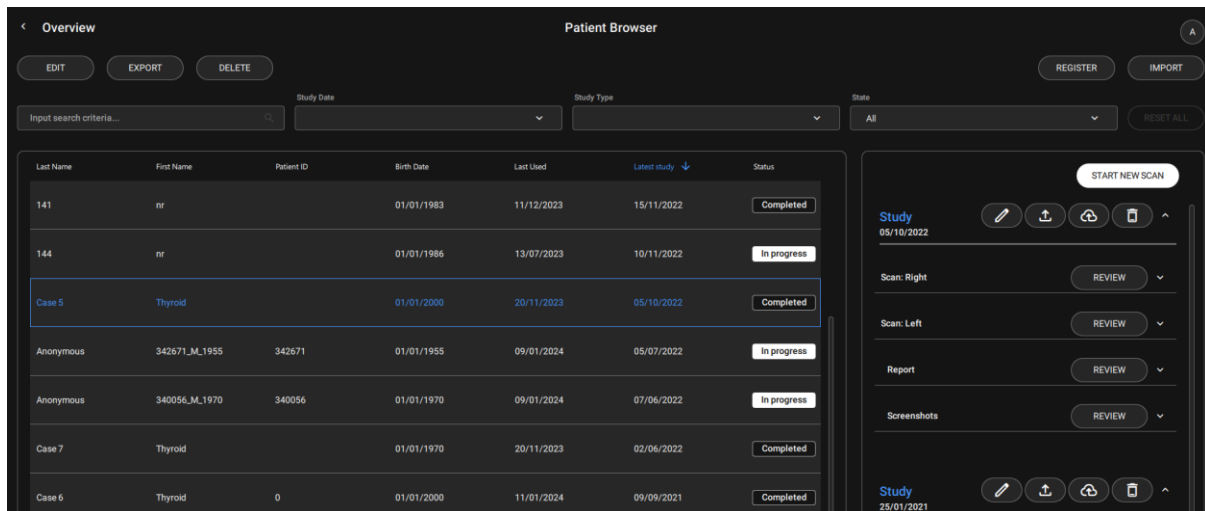 Overview
Patient Browser
A
EDIT EXPORT DELETE
REGISTER IMPORT
Study Date Study Type State
Input search criteria... All RESET ALL
Last Name First Name Patient ID Birth Date Last Used Latest study Status
141 nr 01/01/1983 11/12/2023 15/11/2022 Completed
144 nr 01/01/1986 13/07/2023 10/11/2022 In progress
Case 5 Thyroid 01/01/2000 20/11/2023 05/10/2022 Completed
Anonymous 342671_M_1955 342671 01/01/1955 09/01/2024 05/07/2022 In progress
Anonymous 340056_M_1970 340056 01/01/1970 09/01/2024 07/06/2022 In progress
Case 7 Thyroid 01/01/1970 20/11/2023 02/06/2022 Completed
Case 6 Thyroid 0 01/01/2000 11/01/2024 09/09/2021 Completed
START NEW SCAN
Study
05/10/2022
Scan: Right REVIEW
Scan: Left REVIEW
Report REVIEW
Screenshots REVIEW
Study
25/01/2021